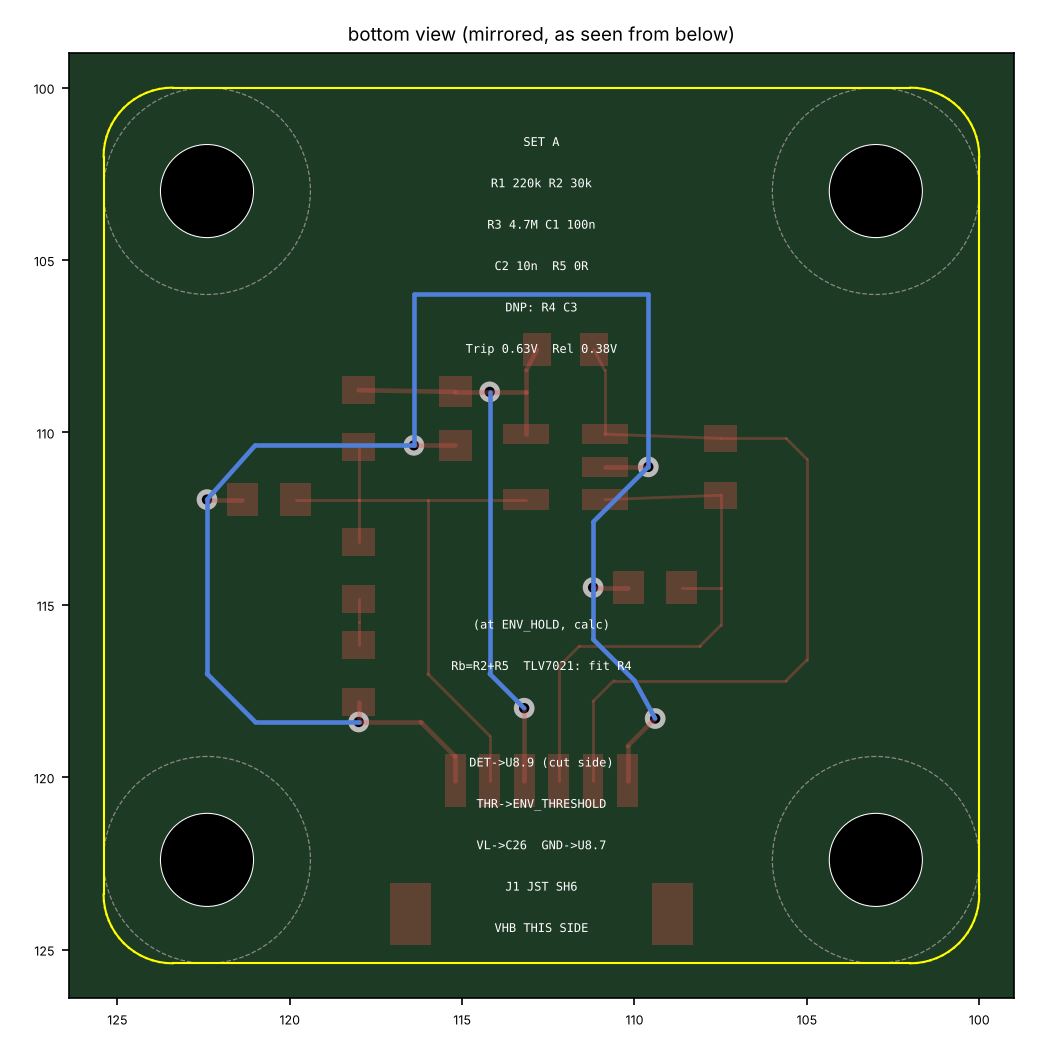 bottom view (mirrored, as seen from below)
100
SET A
R1 220k R2 30k
R3 4.7M C1 100n
105
C2 10n  R5 0R
DNP: R4 C3
Trip 0.63V  Rel 0.38V
110
115
(at ENV_HOLD, calc)
Rb=R2+R5  TLV7021: fit R4
120
DET->U8.9 (cut side)
THR->ENV_THRESHOLD
VL->C26  GND->U8.7
J1 JST SH6
VHB THIS SIDE
125
125 120 115 110 105 100